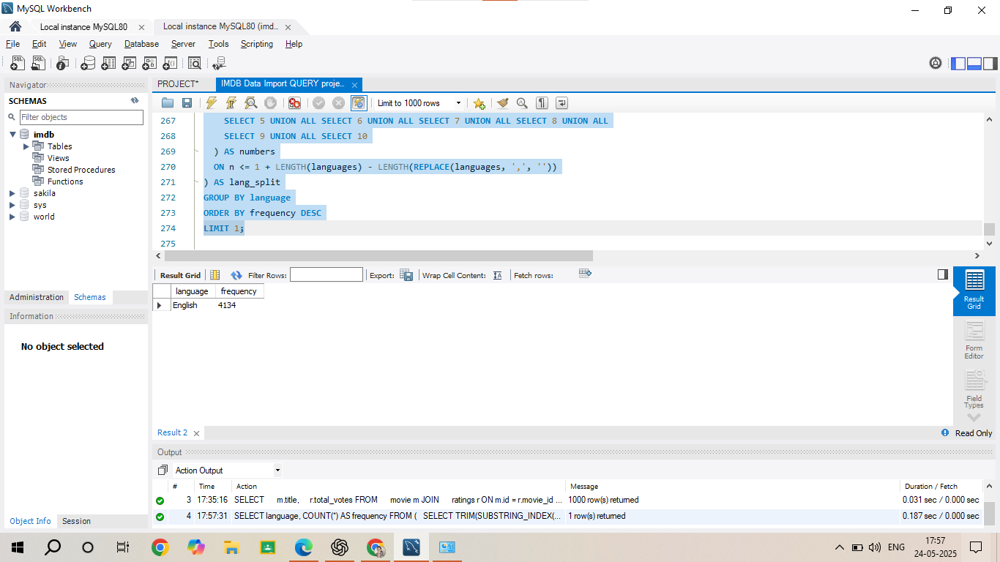 MySQL Workbench
Local instance MySQL80
Local instance MySQL80 (imd...
File Edit View Query Database Server Tools Scripting Help
Navigator
SCHEMAS
Filter objects
imdb
Tables
Views
Stored Procedures
Functions
sakila
sys
world
Administration Schemas
Information
No object selected
Object Info Session
PROJECT*
IMDB Data Import QUERY proje...
Limit to 1000 rows
267 SELECT 5 UNION ALL SELECT 6 UNION ALL SELECT 7 UNION ALL SELECT 8 UNION ALL
268 SELECT 9 UNION ALL SELECT 10
269 ) AS numbers
270 ON n <= 1 + LENGTH(languages) - LENGTH(REPLACE(languages, ',', ''))
271 ) AS lang_split
272 GROUP BY language
273 ORDER BY frequency DESC
274 LIMIT 1;
275
Result Grid Filter Rows: Export: Wrap Cell Content: Fetch rows:
language frequency
English 4134
Result Grid
Form Editor
Field Types
Result 2
Read Only
Output
Action Output
# Time Action Message Duration / Fetch
3 17:35:16 SELECT m.title, r.total_votes FROM movie m JOIN ratings r ON m.id = r.movie_id ... 1000 row(s) returned 0.031 sec / 0.000 sec
4 17:57:31 SELECT language, COUNT(*) AS frequency FROM ( SELECT TRIM(SUBSTRING_INDEX(... 1 row(s) returned 0.187 sec / 0.000 sec
ENG
17:57
24-05-2025